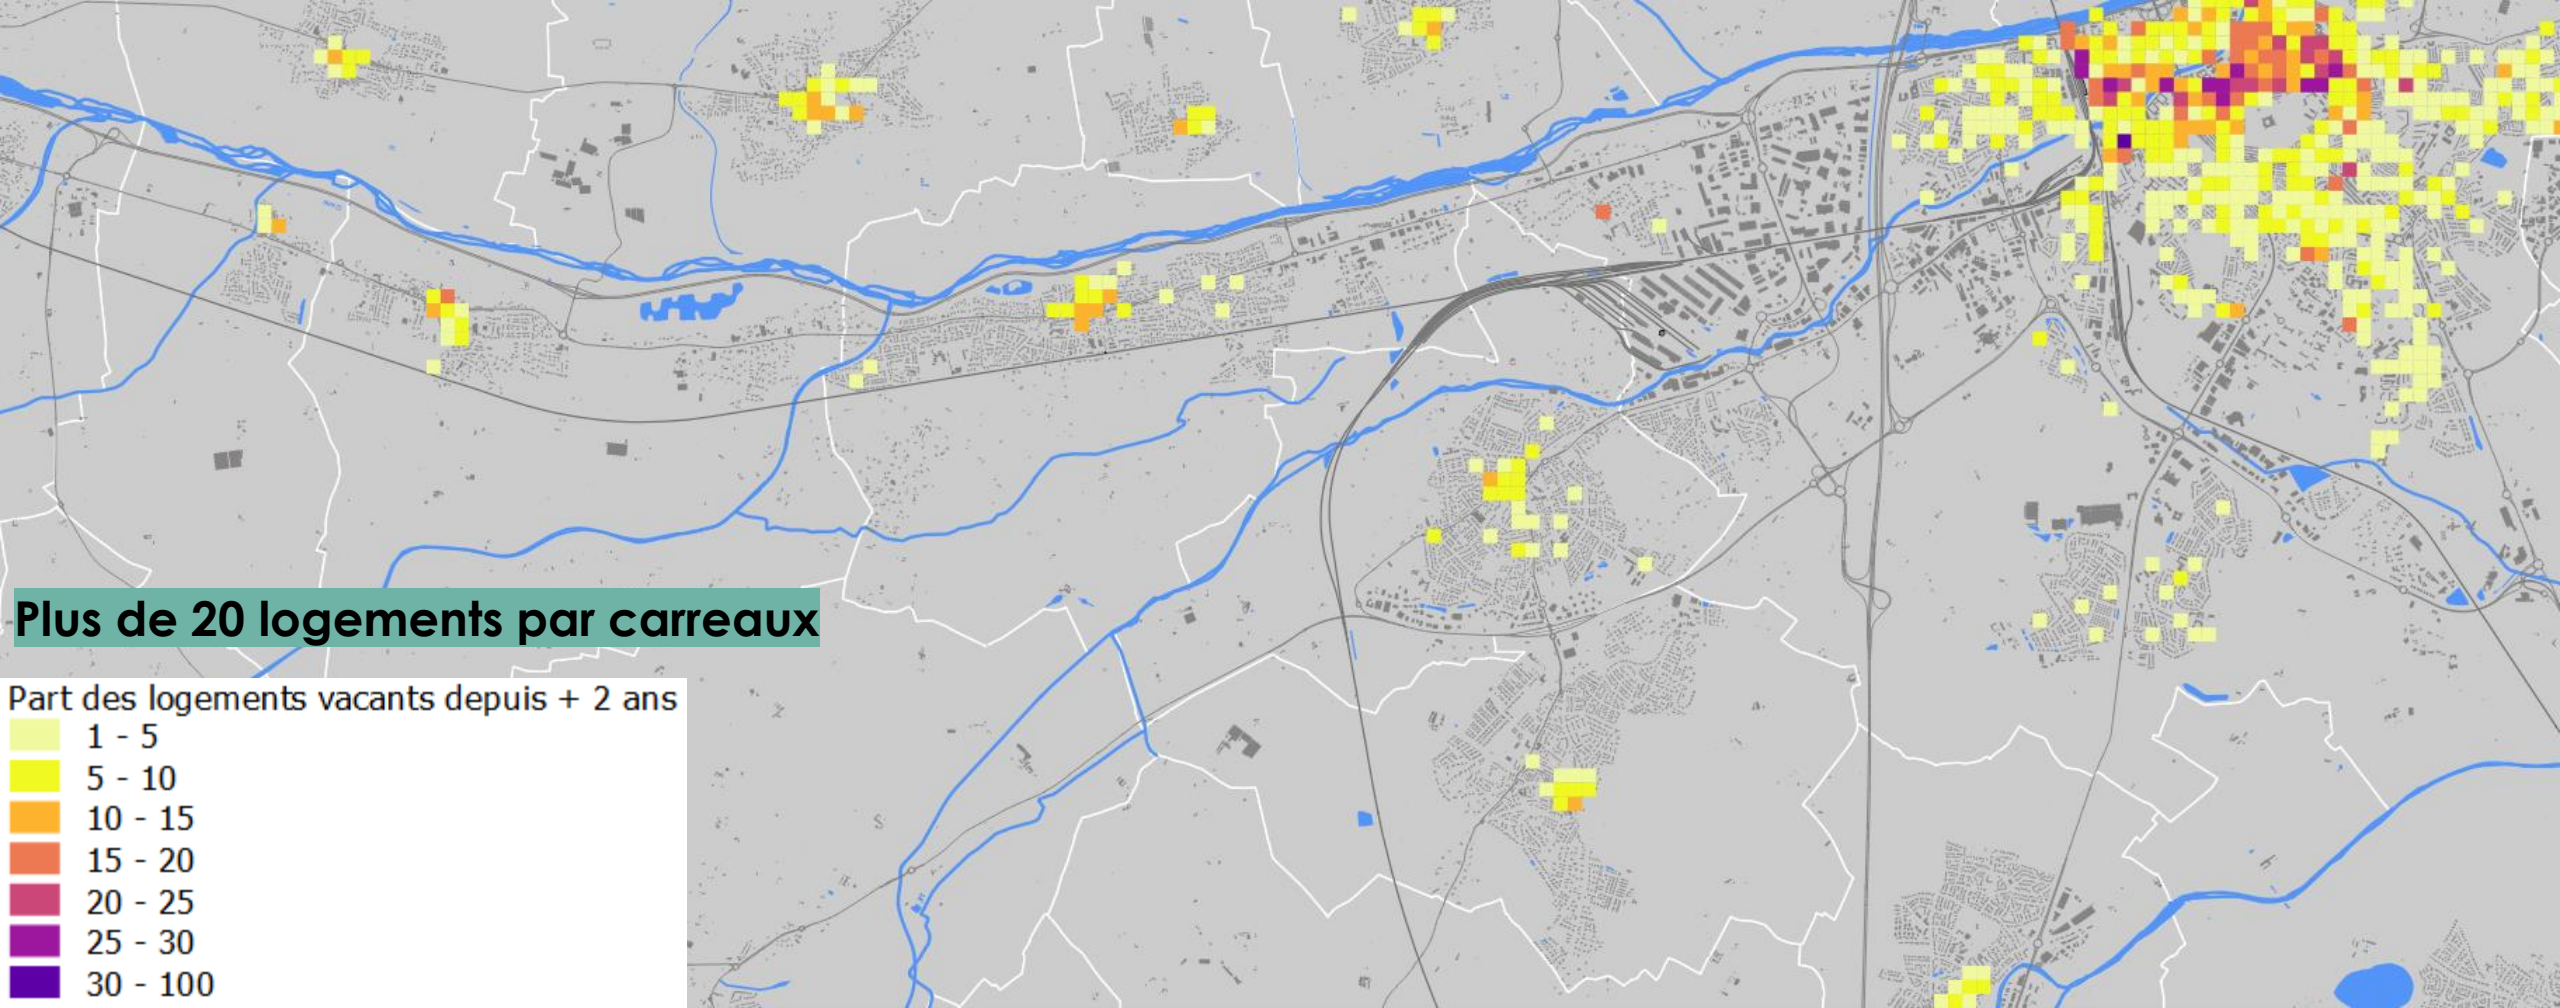 Plus de 20 logements par carreaux
Part des logements vacants depuis + 2 ans
1 - 5
5 - 10
10 - 15
15 - 20
20 - 25
25 - 30
30 - 100